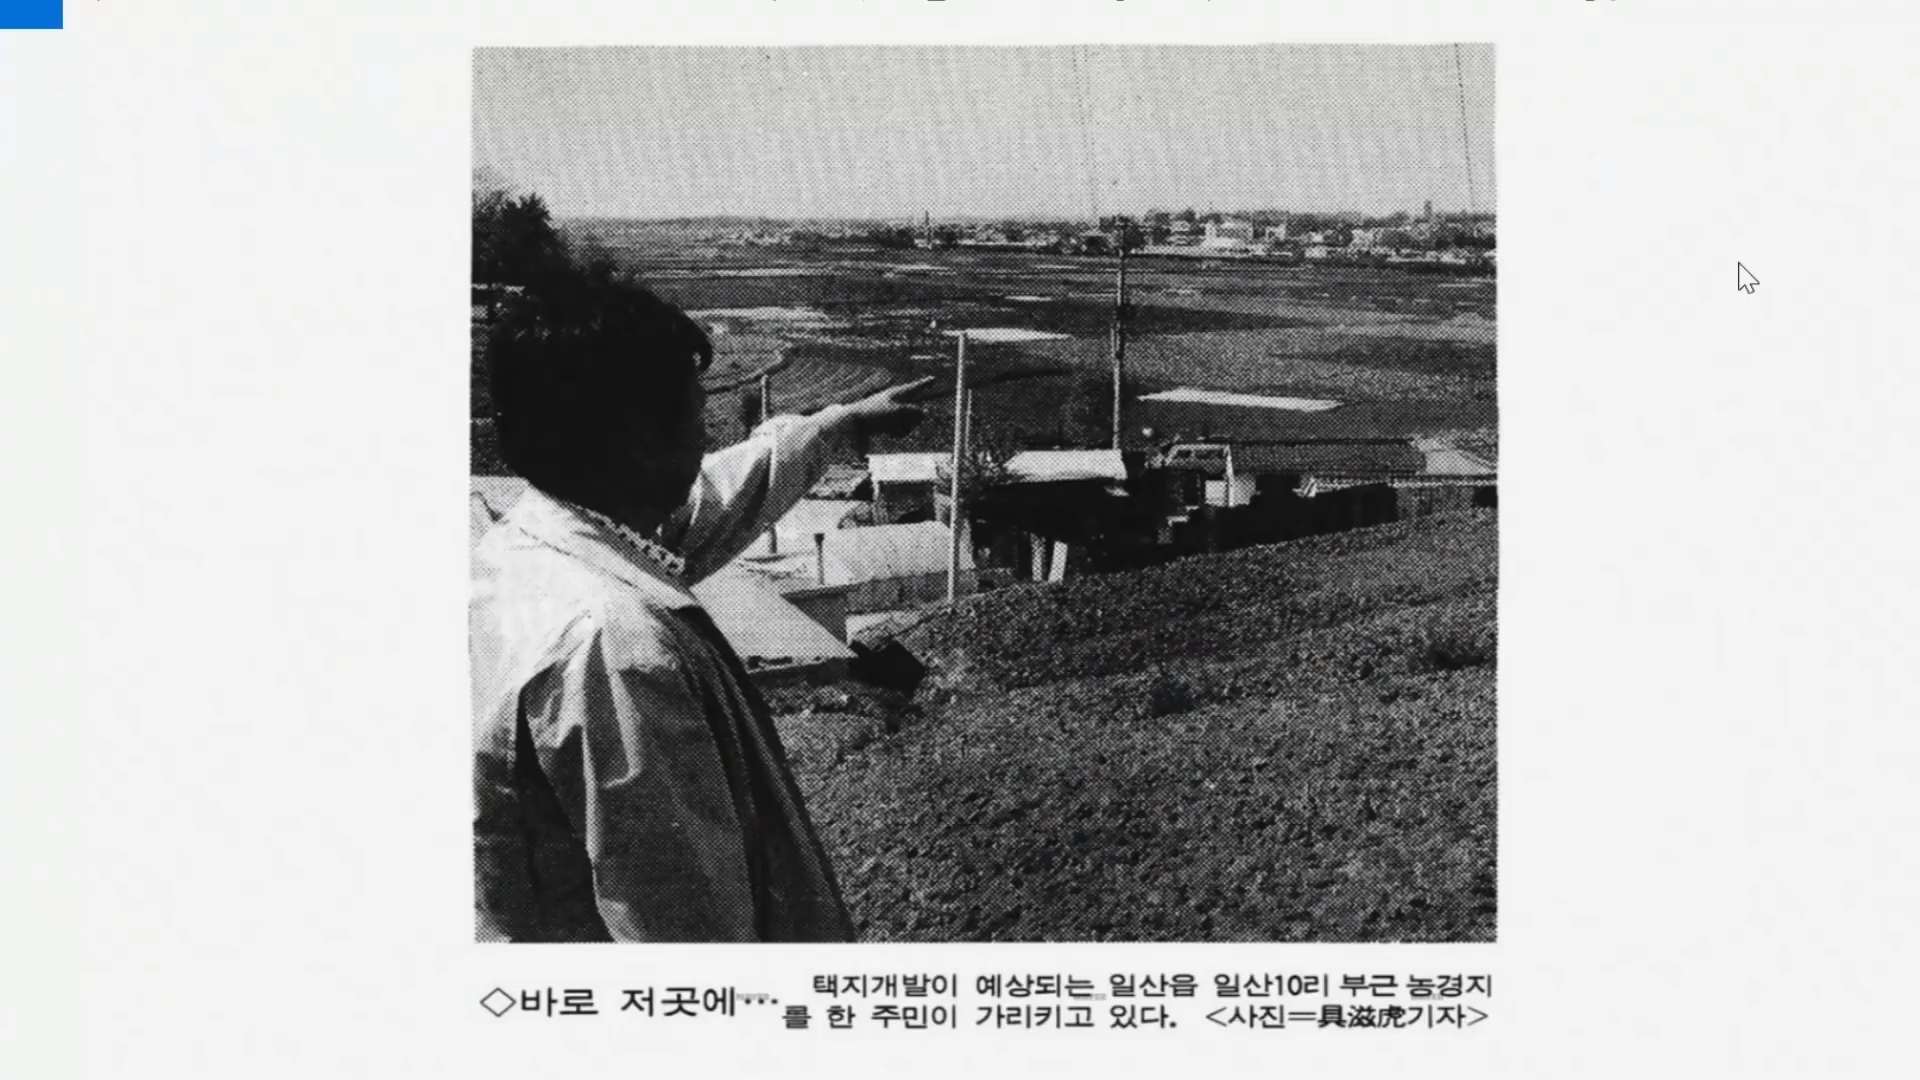 ◇바로 저곳에…
택지개발이 예상되는 일산읍 일산10리 부근 농경지
를 한 주민이 가리키고 있다. <사진=具滋虎기자>